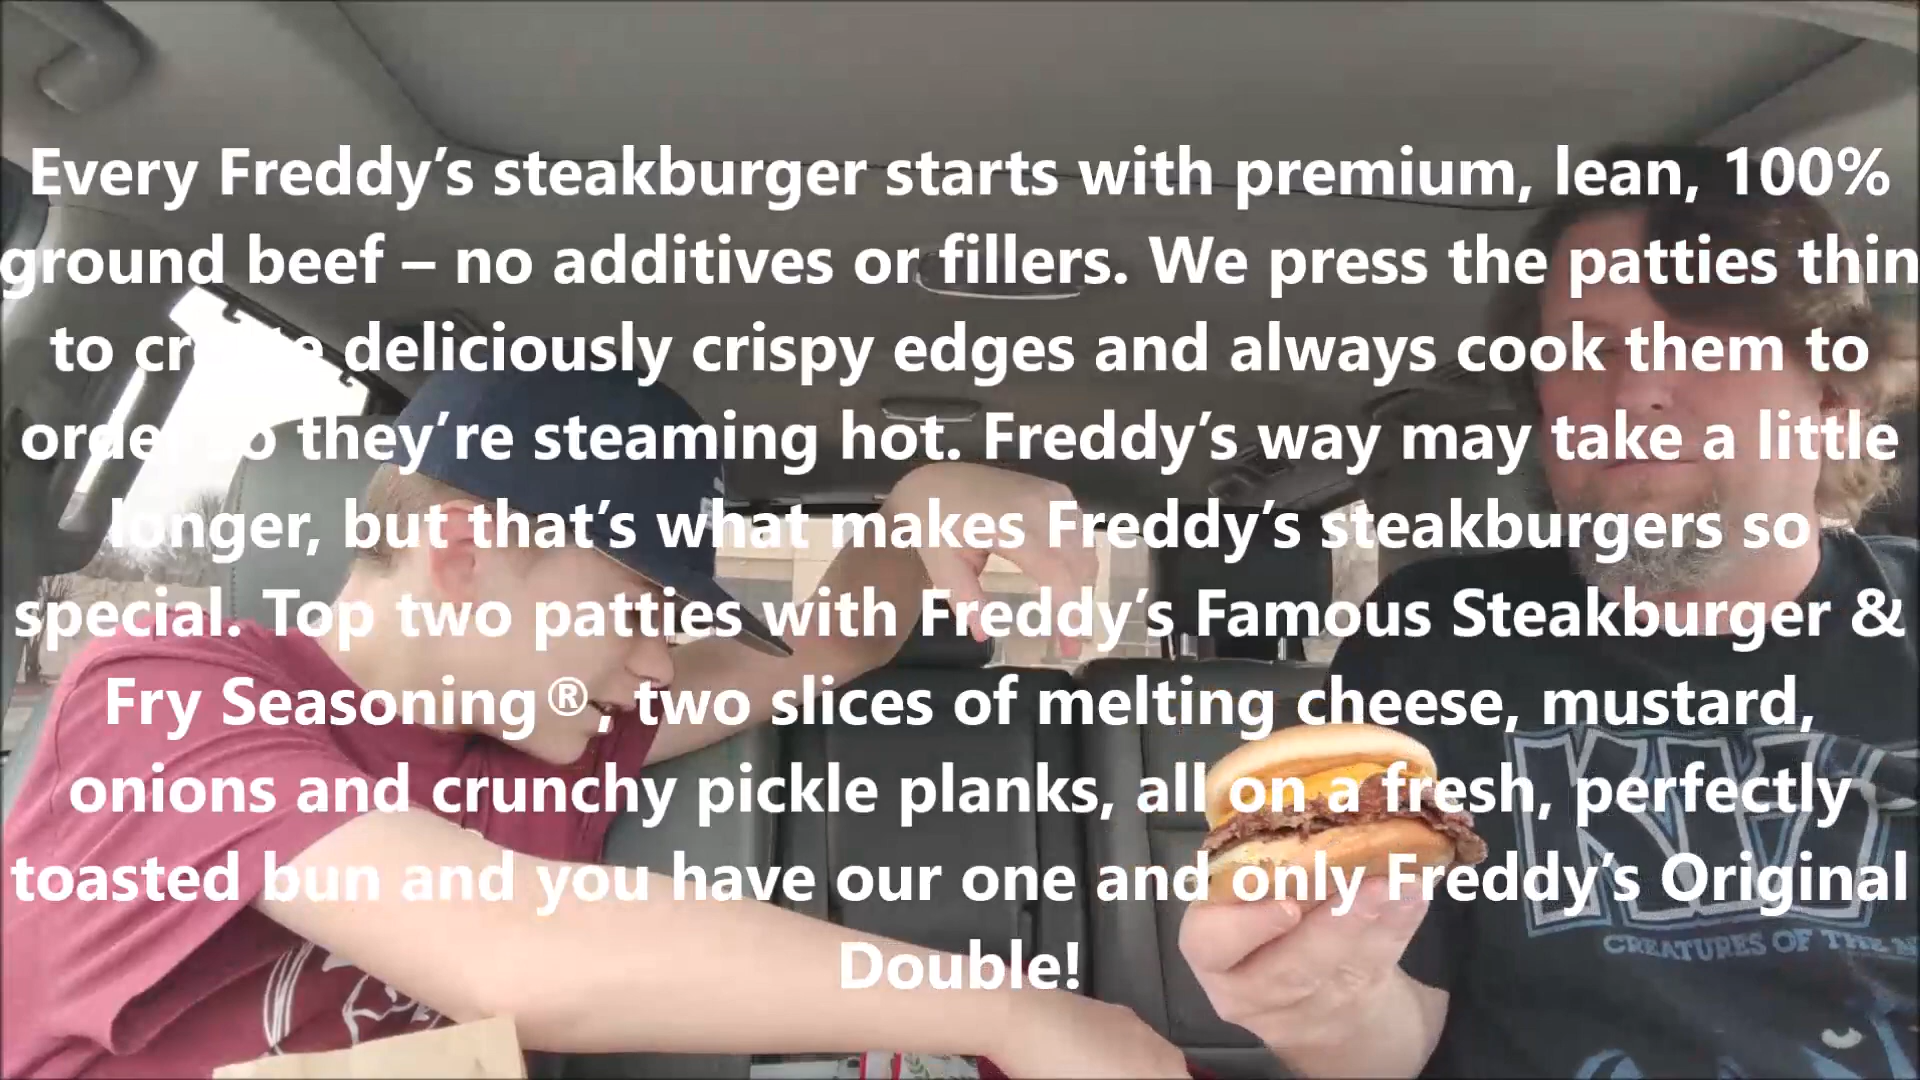 Every Freddy’s steakburger starts with premium, lean, 100%
ground beef – no additives or fillers. We press the patties thin
to create deliciously crispy edges and always cook them to
order so they’re steaming hot. Freddy’s way may take a little
longer, but that’s what makes Freddy’s steakburgers so
special. Top two patties with Freddy’s Famous Steakburger &
Fry Seasoning®, two slices of melting cheese, mustard,
onions and crunchy pickle planks, all on a fresh, perfectly
toasted bun and you have our one and only Freddy’s Original
Double!
KISS
CREATURES OF THE